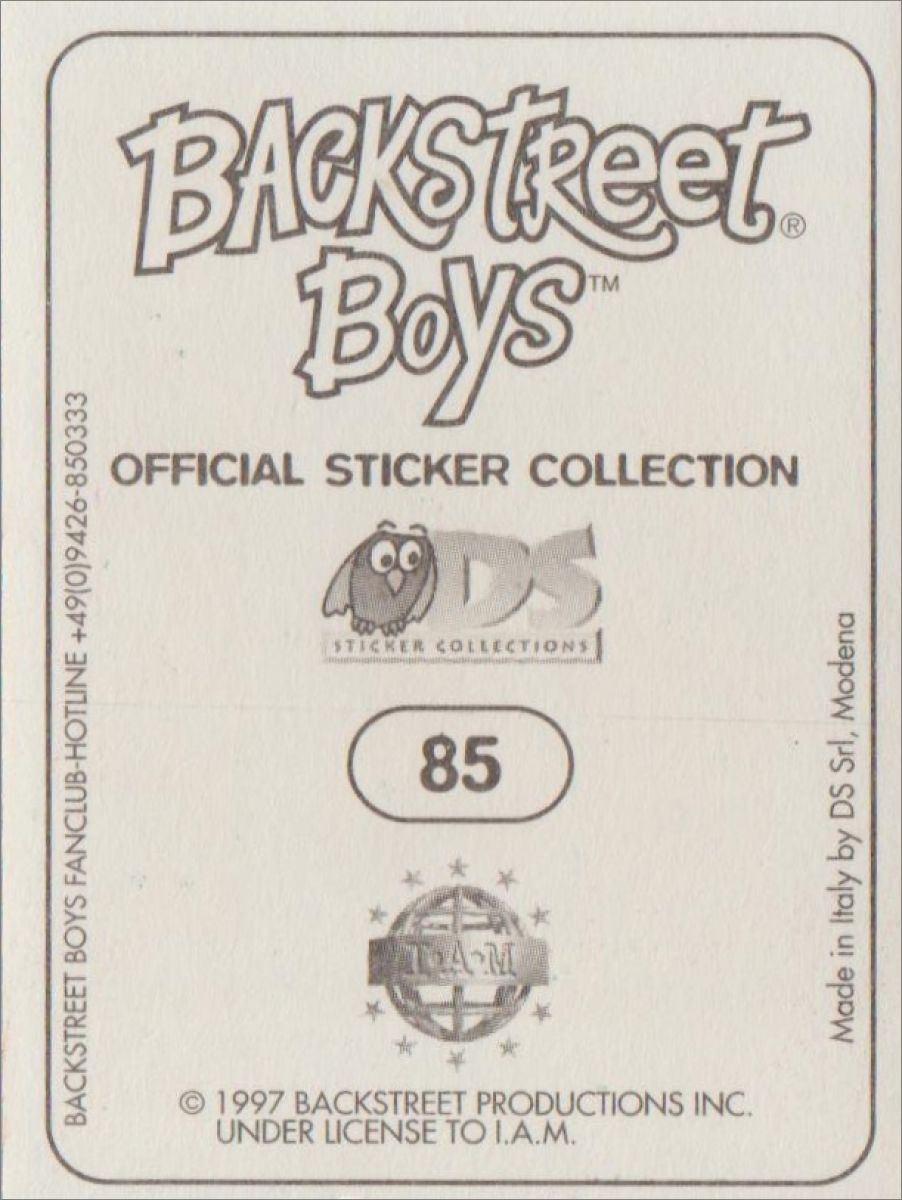 BACKSTREET®
BOYS™
OFFICIAL STICKER COLLECTION
DS
STICKER COLLECTIONS
85
I·A·M
© 1997 BACKSTREET PRODUCTIONS INC.
UNDER LICENSE TO I.A.M.
BACKSTREET BOYS FANCLUB-HOTLINE +49(0)9426-850333
Made in Italy by DS Srl, Modena